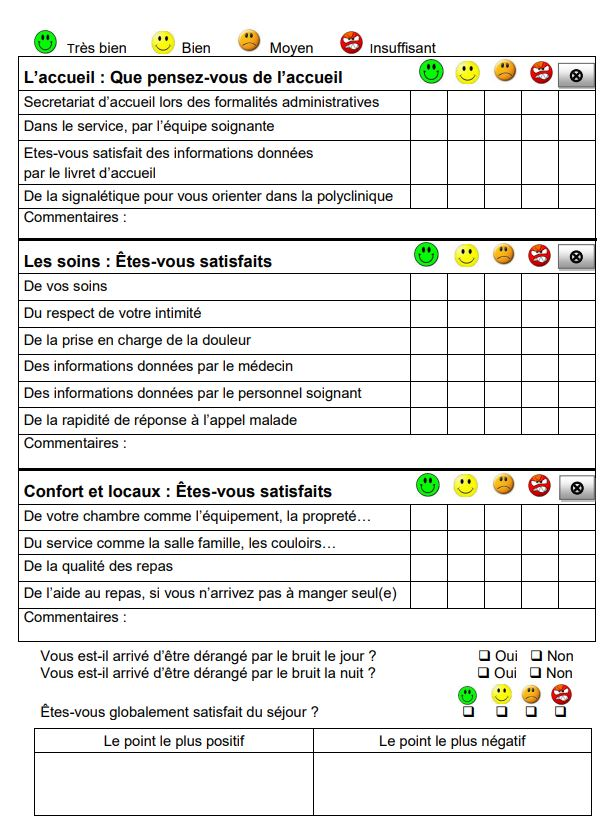 Très bien Bien Moyen Insuffisant
L'accueil : Que pensez-vous de l'accueil
Secretariat d'accueil lors des formalités administratives
Dans le service, par l'équipe soignante
Etes-vous satisfait des informations données
par le livret d'accueil
De la signalétique pour vous orienter dans la polyclinique
Commentaires :
Les soins : Êtes-vous satisfaits
De vos soins
Du respect de votre intimité
De la prise en charge de la douleur
Des informations données par le médecin
Des informations données par le personnel soignant
De la rapidité de réponse à l'appel malade
Commentaires :
Confort et locaux : Êtes-vous satisfaits
De votre chambre comme l'équipement, la propreté…
Du service comme la salle famille, les couloirs…
De la qualité des repas
De l'aide au repas, si vous n'arrivez pas à manger seul(e)
Commentaires :
Vous est-il arrivé d'être dérangé par le bruit le jour ? ❑ Oui ❑ Non
Vous est-il arrivé d'être dérangé par le bruit la nuit ? ❑ Oui ❑ Non
Êtes-vous globalement satisfait du séjour ? ❑ ❑ ❑ ❑
Le point le plus positif Le point le plus négatif